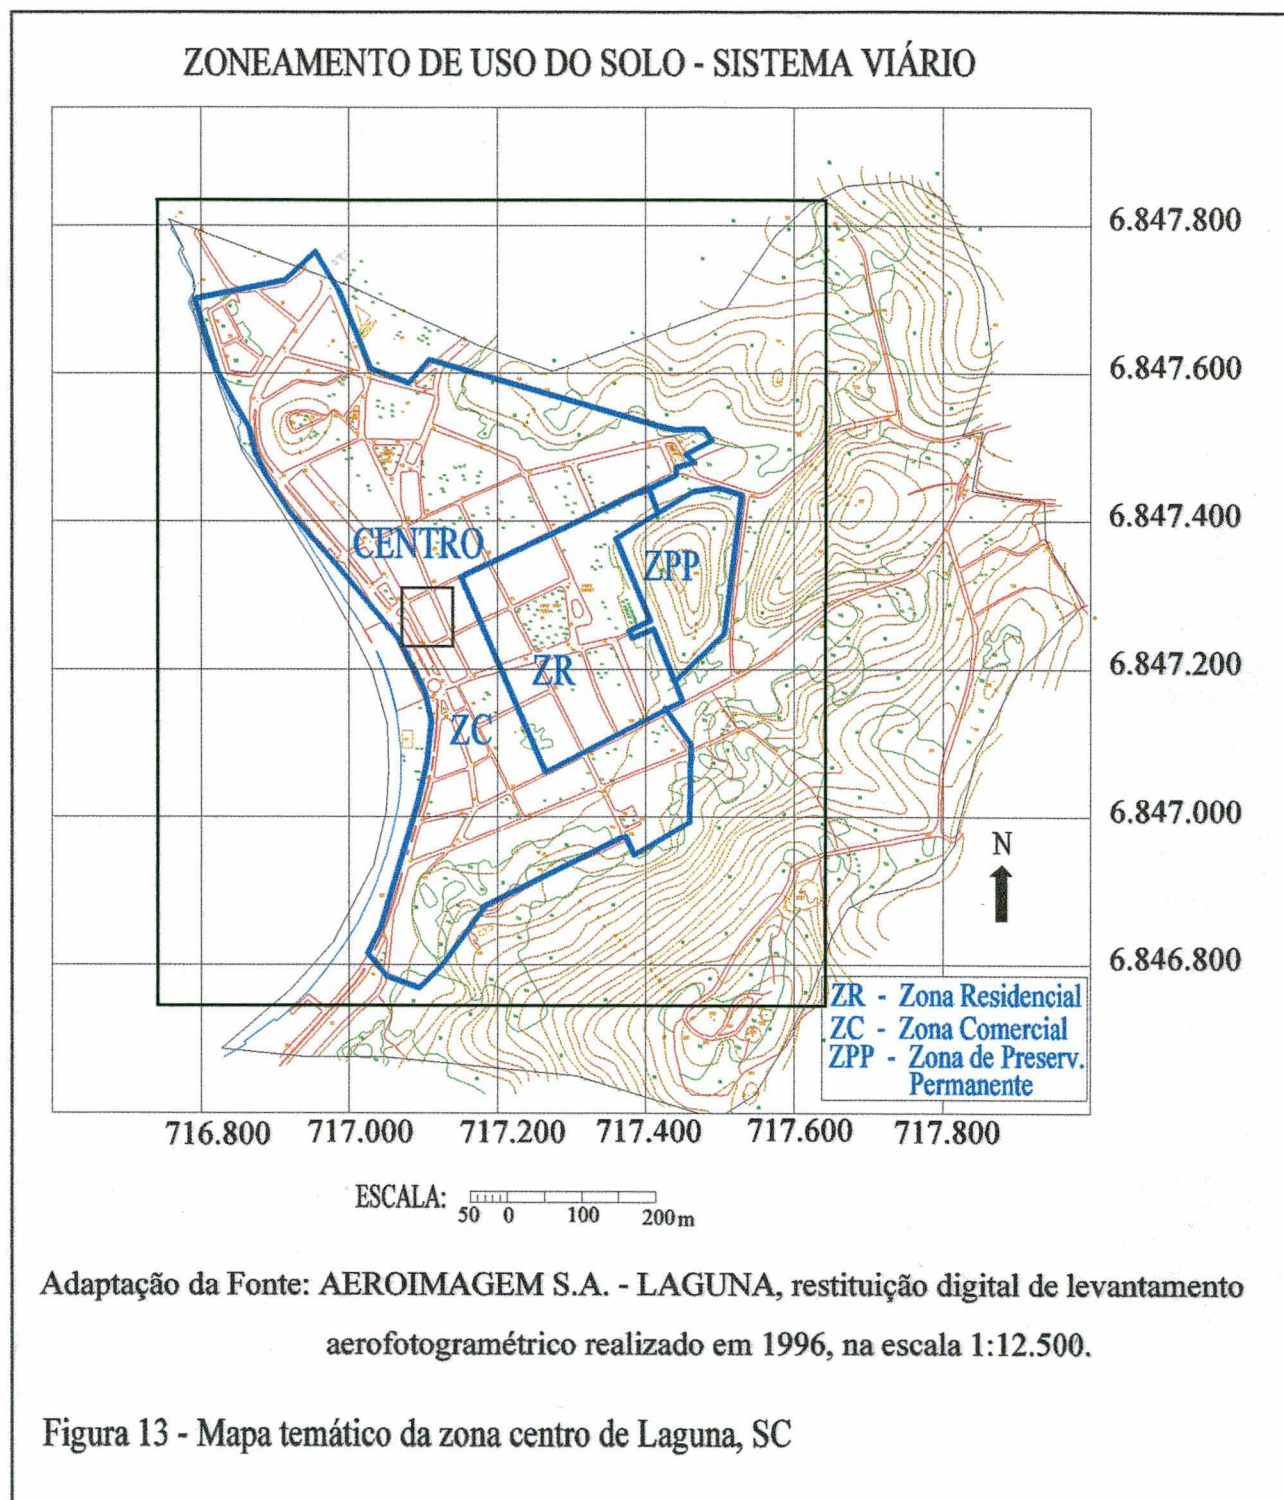 ZONEAMENTO DE USO DO SOLO - SISTEMA VIÁRIO
6.847.800
6.847.600
6.847.400
CENTRO
ZPP
6.847.200
ZR
ZC
6.847.000
N
6.846.800
ZR - Zona Residencial
ZC - Zona Comercial
ZPP - Zona de Preserv.
Permanente
716.800 717.000 717.200 717.400 717.600 717.800
ESCALA:
50 0 100 200m
Adaptação da Fonte: AEROIMAGEM S.A. - LAGUNA, restituição digital de levantamento
aerofotogramétrico realizado em 1996, na escala 1:12.500.
Figura 13 - Mapa temático da zona centro de Laguna, SC